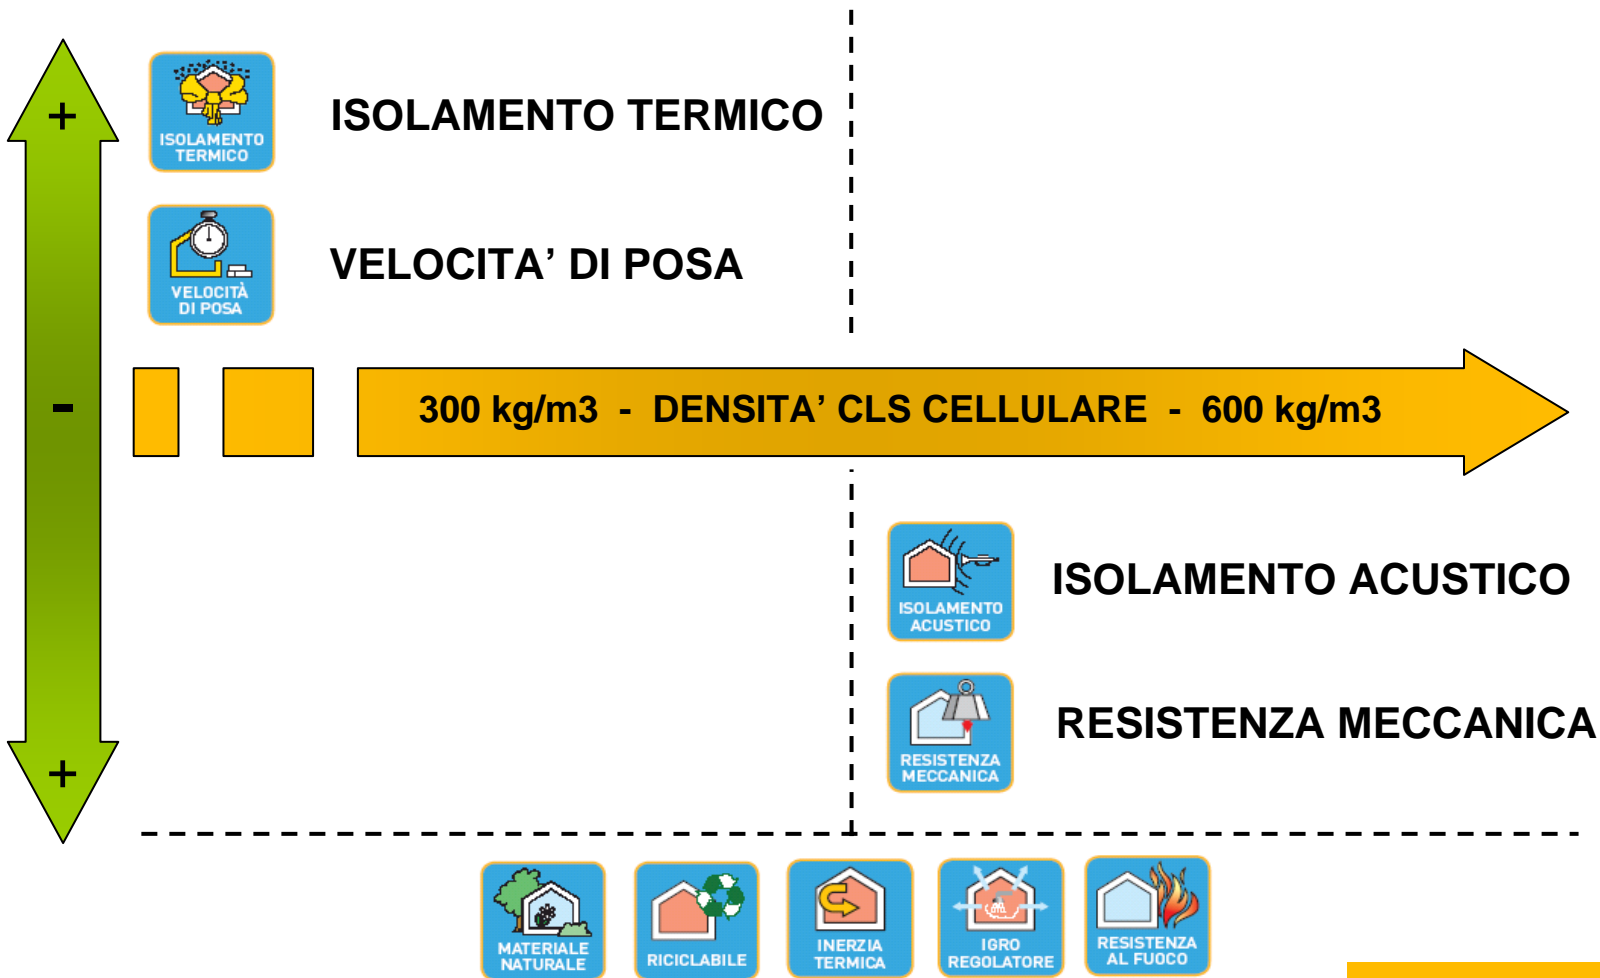 +
ISOLAMENTO
TERMICO
ISOLAMENTO TERMICO
VELOCITÀ
DI POSA
VELOCITA’ DI POSA
-
300 kg/m3 - DENSITA’ CLS CELLULARE - 600 kg/m3
ISOLAMENTO
ACUSTICO
ISOLAMENTO ACUSTICO
RESISTENZA
MECCANICA
RESISTENZA MECCANICA
+
MATERIALE
NATURALE
RICICLABILE
INERZIA
TERMICA
IGRO
REGOLATORE
RESISTENZA
AL FUOCO